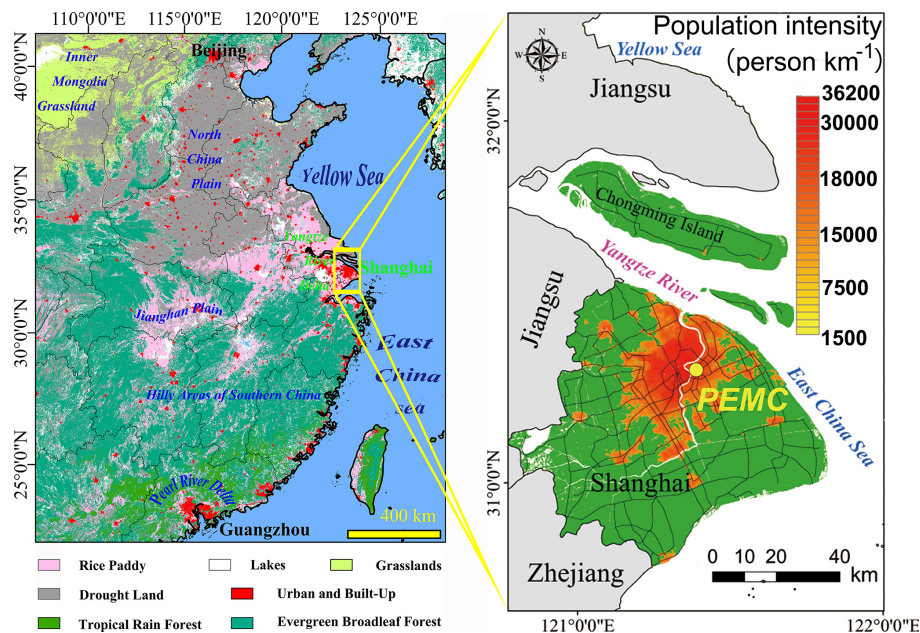 110°0'0"E
115°0'0"E
120°0'0"E
125°0'0"E
40°0'0"N
35°0'0"N
30°0'0"N
25°0'0"N
Beijing
Inner
Mongolia
Grassland
North
China
Plain
Yellow Sea
Yangtze
Shanghai
Jianghan Plain
East
China
sea
Hilly Areas of Southern China
Pearl River Delta
Guangzhou
400 km
Rice Paddy
Lakes
Grasslands
Drought Land
Urban and Built-Up
Tropical Rain Forest
Evergreen Broadleaf Forest
Population intensity
(person km⁻¹)
N
W
E
S
Yellow Sea
Jiangsu
36200
30000
18000
15000
7500
1500
32°0'0"N
31°0'0"N
Chongming Island
Yangtze River
Jiangsu
PEMC
East China Sea
Shanghai
Zhejiang
0 10 20 40
km
121°0'0"E
122°0'0"E